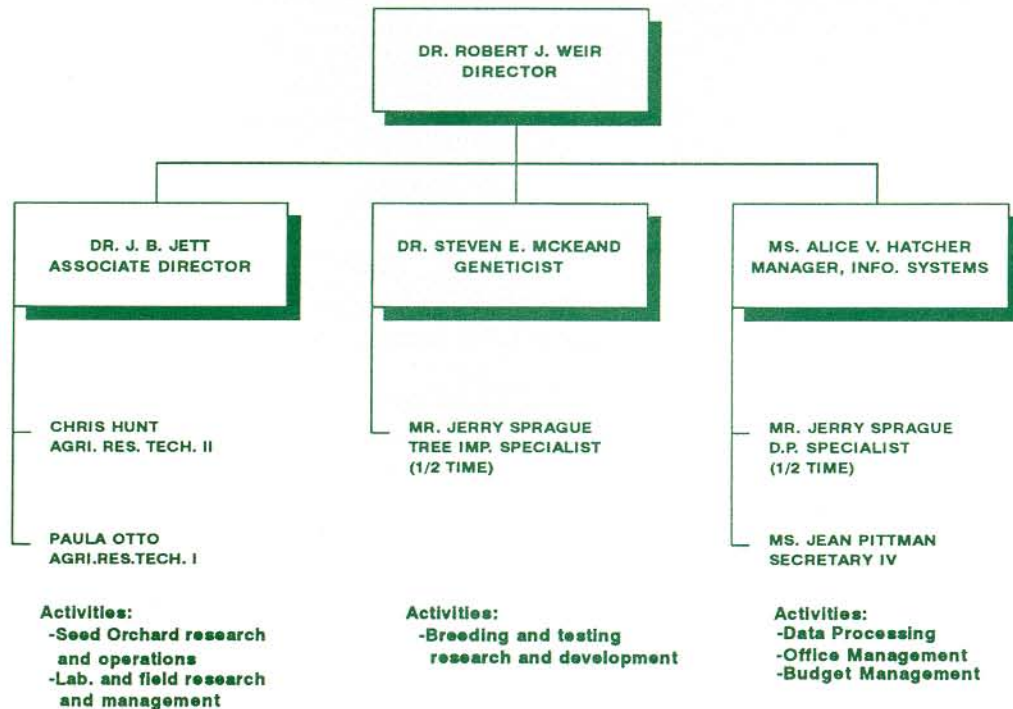 DR. ROBERT J. WEIR
DIRECTOR
DR. J. B. JETT
ASSOCIATE DIRECTOR
DR. STEVEN E. MCKEAND
GENETICIST
MS. ALICE V. HATCHER
MANAGER, INFO. SYSTEMS
CHRIS HUNT
AGRI. RES. TECH. II
PAULA OTTO
AGRI.RES.TECH. I
MR. JERRY SPRAGUE
TREE IMP. SPECIALIST
(1/2 TIME)
MR. JERRY SPRAGUE
D.P. SPECIALIST
(1/2 TIME)
MS. JEAN PITTMAN
SECRETARY IV
Activities:
-Seed Orchard research
and operations
-Lab. and field research
and management
Activities:
-Breeding and testing
research and development
Activities:
-Data Processing
-Office Management
-Budget Management